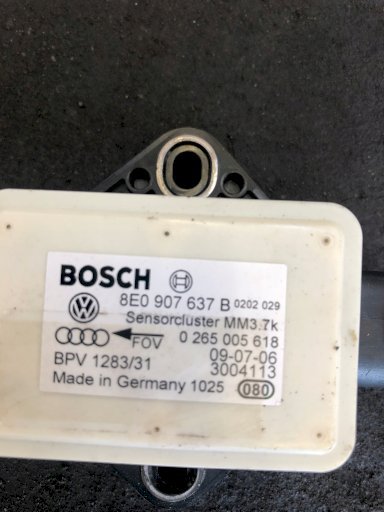 BOSCH
8E0 907 637 B 0202 029
Sensorcluster MM3.7k
FOV 0 265 005 618
BPV 1283/31 09-07-06
3004113
Made in Germany 1025 080